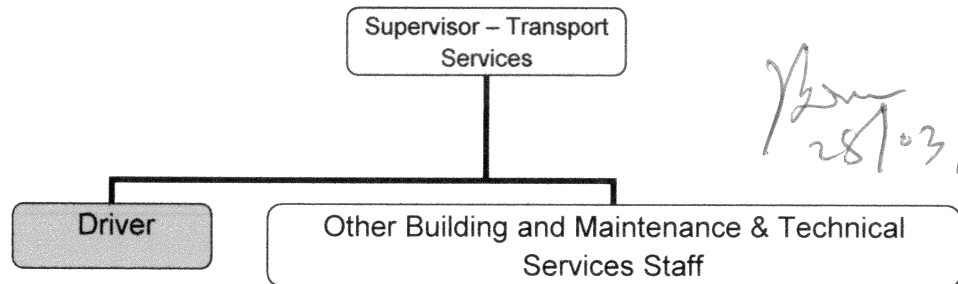 Supervisor – Transport
Services
28/03
Driver
Other Building and Maintenance & Technical
Services Staff